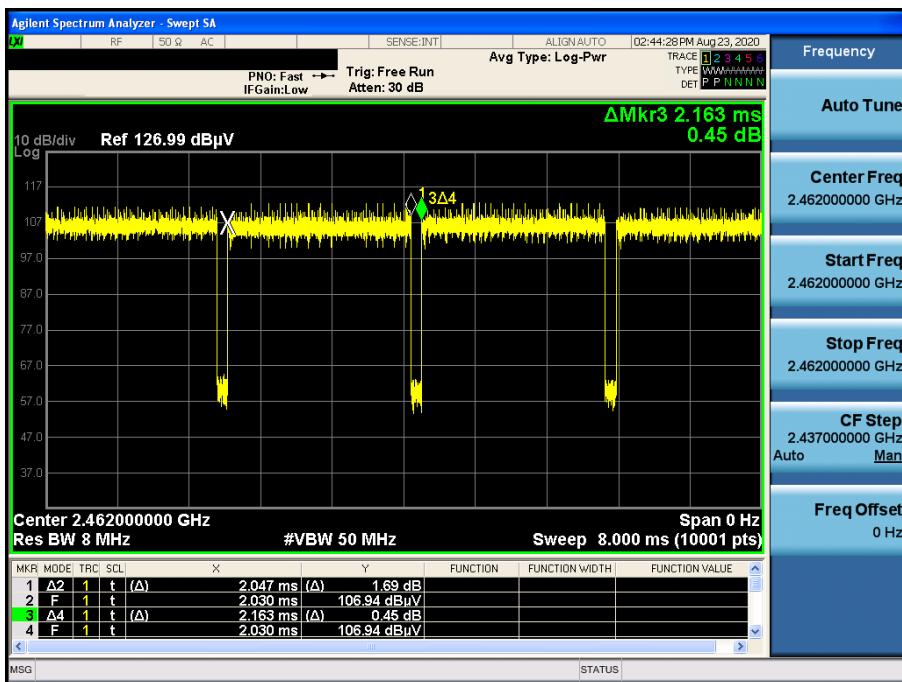 Agilent Spectrum Analyzer - Swept SA
LXI RF 50 Ω AC SENSE:INT ALIGNAUTO 02:44:28 PM Aug 23, 2020
Frequency
PNO: Fast
IFGain:Low
Trig: Free Run
Atten: 30 dB
Avg Type: Log-Pwr
TRACE 1 2 3 4 5 6
TYPE W
DET P P N N N N
ΔMkr3 2.163 ms
0.45 dB
10 dB/div Ref 126.99 dBµV
Log
117
107
97.0
87.0
77.0
67.0
57.0
47.0
37.0
1
3Δ4
X
Center 2.462000000 GHz Span 0 Hz
Res BW 8 MHz #VBW 50 MHz Sweep 8.000 ms (10001 pts)
MKR MODE TRC SCL X Y FUNCTION FUNCTION WIDTH FUNCTION VALUE
1 Δ2 1 t (Δ) 2.047 ms (Δ) 1.69 dB
2 F 1 t 2.030 ms 106.94 dBµV
3 Δ4 1 t (Δ) 2.163 ms (Δ) 0.45 dB
4 F 1 t 2.030 ms 106.94 dBµV
MSG STATUS
Auto Tune
Center Freq
2.462000000 GHz
Start Freq
2.462000000 GHz
Stop Freq
2.462000000 GHz
CF Step
2.437000000 GHz
Auto Man
Freq Offset
0 Hz